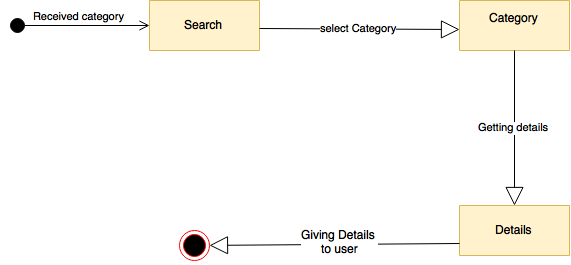 Received category
Search
select Category
Category
Getting details
Details
Giving Details
to user